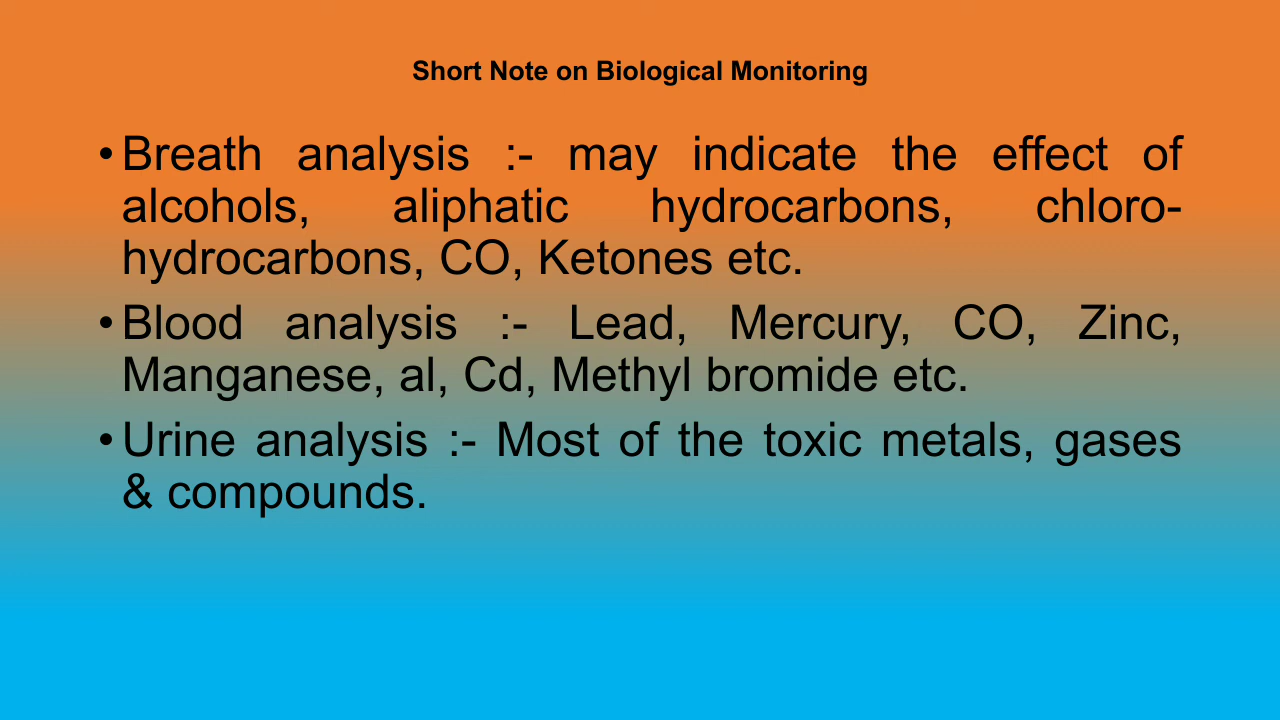 Short Note on Biological Monitoring
•Breath analysis :- may indicate the effect of
alcohols, aliphatic hydrocarbons, chloro-
hydrocarbons, CO, Ketones etc.
•Blood analysis :- Lead, Mercury, CO, Zinc,
Manganese, al, Cd, Methyl bromide etc.
•Urine analysis :- Most of the toxic metals, gases
& compounds.